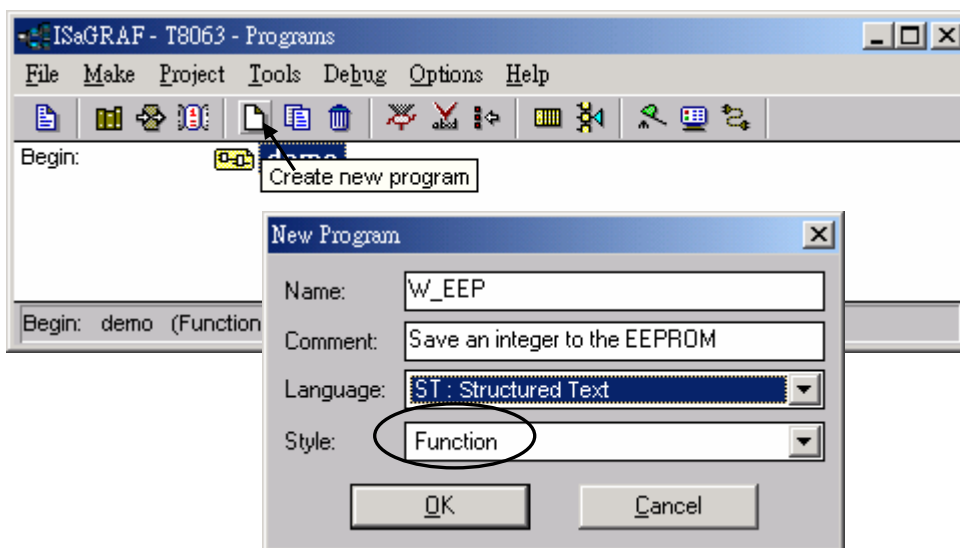 ISaGRAF - T8063 - Programs
File Make Project Tools Debug Options Help
Begin: demo
Create new program
New Program
Name: W_EEP
Comment: Save an integer to the EEPROM
Language: ST : Structured Text
Style: Function
OK Cancel
Begin: demo (Function